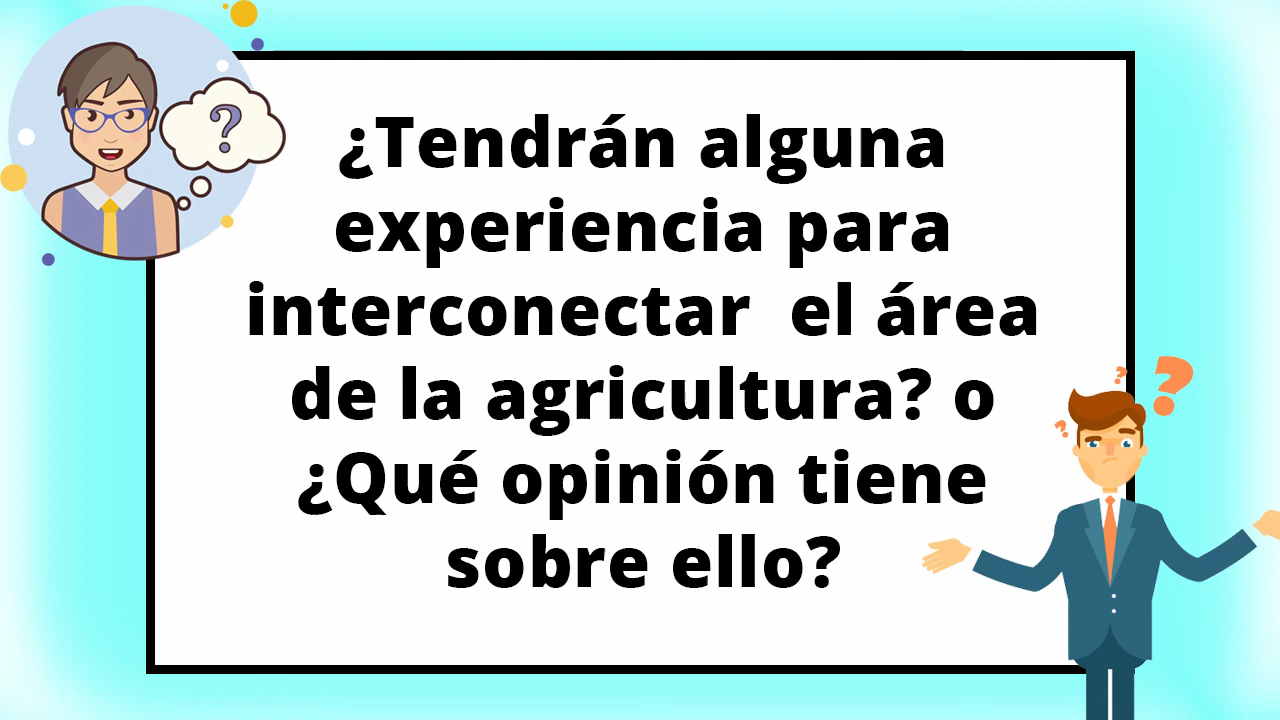 ¿Tendrán alguna
experiencia para
interconectar el área
de la agricultura? o
¿Qué opinión tiene
sobre ello?